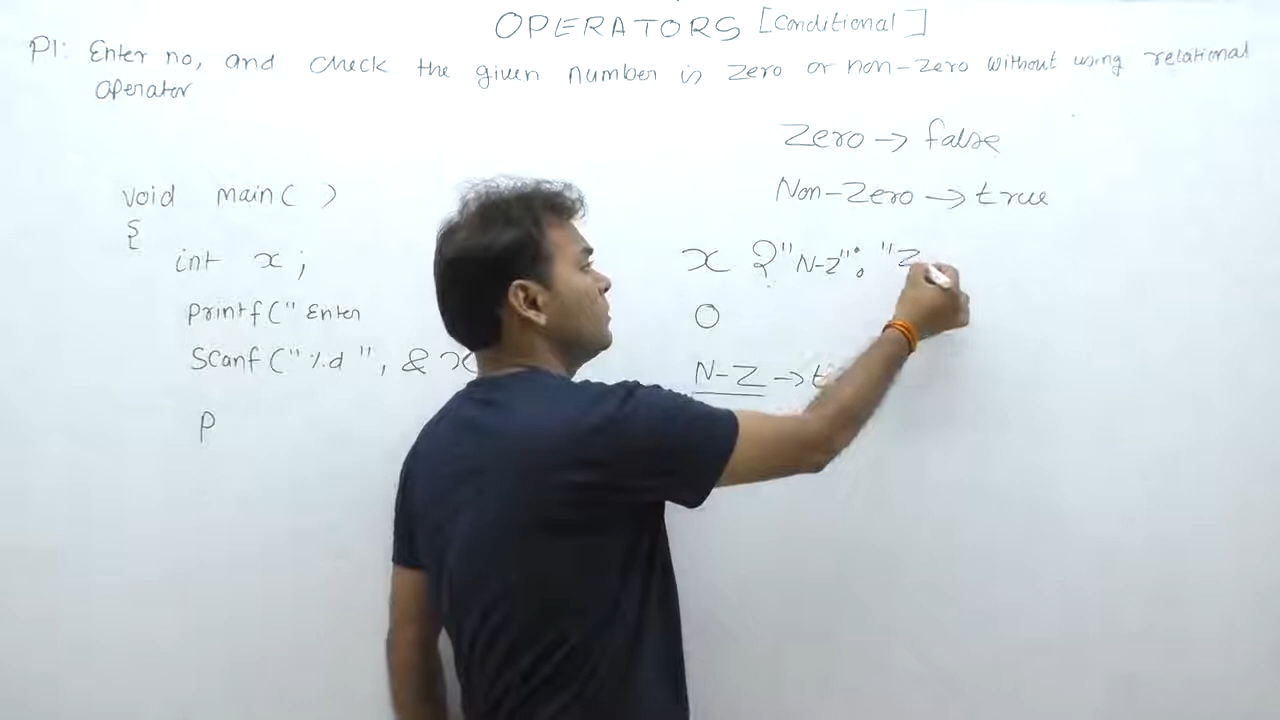 OPERATORS [Conditional]
P1: Enter no, and check the given number is zero or non-zero without using relational
operator
Zero → false
Non-Zero → true
void main( )
{
int x ;
printf(" Enter
Scanf (" %d ", & x
P
x ? "N-Z" : "Z
0
N-Z → t